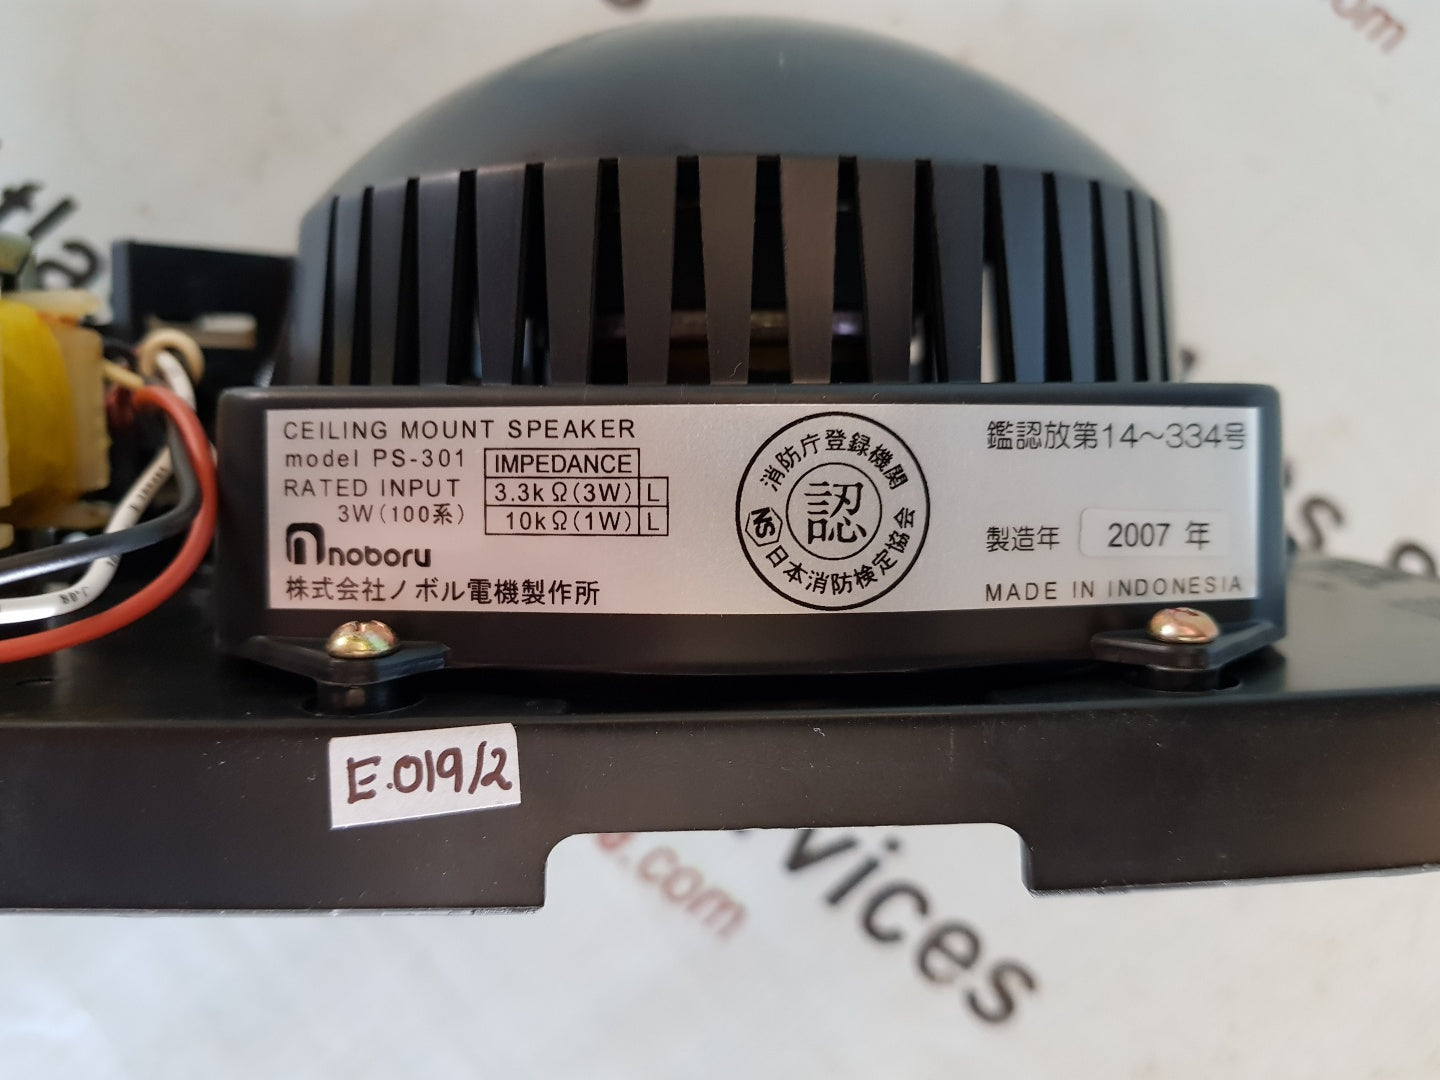 CEILING MOUNT SPEAKER
model PS-301
RATED INPUT
3W(100系)
IMPEDANCE
3.3kΩ(3W) L
10kΩ(1W) L
noboru
株式会社ノボル電機製作所
消防庁登録機関
認
NS
日本消防検定協会
鑑認放第14〜334号
製造年 2007 年
MADE IN INDONESIA
E.019/2
.com
vices
om